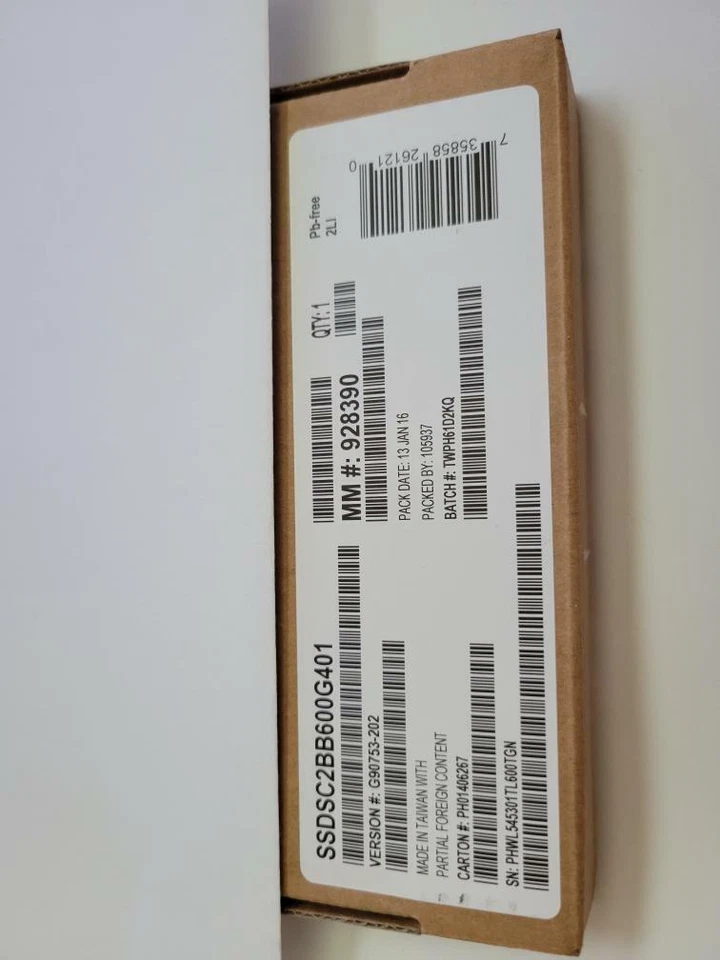 SSDSC2BB600G401
VERSION #: G90753-202
MADE IN TAIWAN WITH
PARTIAL FOREIGN CONTENT
CARTON #: PH01406267
SN: PHWL545301TL600TGN
MM #: 928390
PACK DATE: 13 JAN 16
PACKED BY: 105937
BATCH #: TWPH61D2KQ
QTY: 1
Pb-free
2LI
7 35858 26121 0